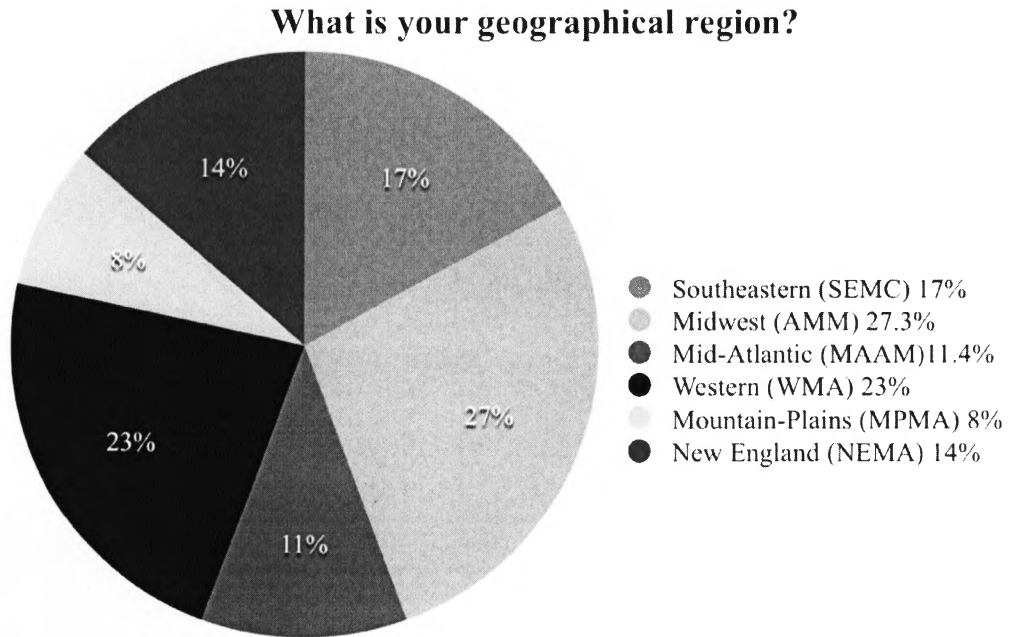 What is your geographical region?
14%
17%
8%
23%
27%
11%
Southeastern (SEMC) 17%
Midwest (AMM) 27.3%
Mid-Atlantic (MAAM)11.4%
Western (WMA) 23%
Mountain-Plains (MPMA) 8%
New England (NEMA) 14%